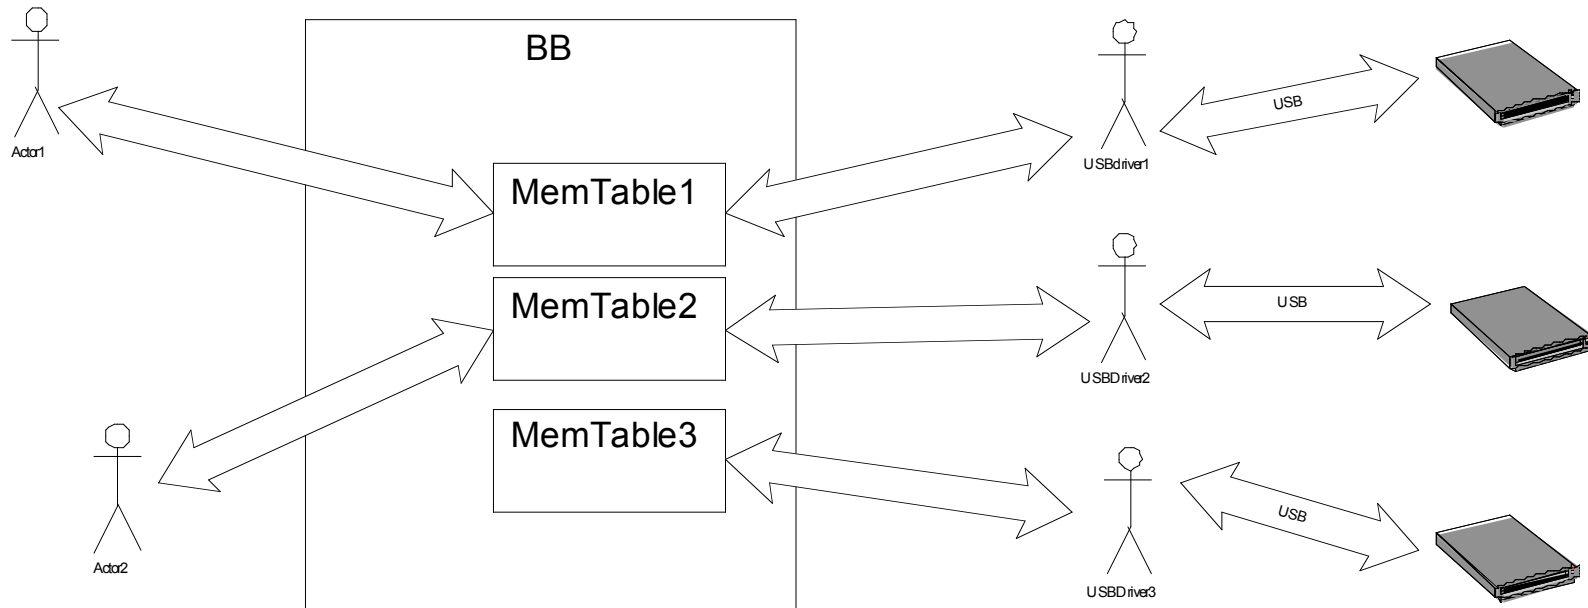 BB
USB
Actor1
USBdriver1
MemTable1
MemTable2
USB
USBDriver2
MemTable3
USB
Actor2
USBDriver3